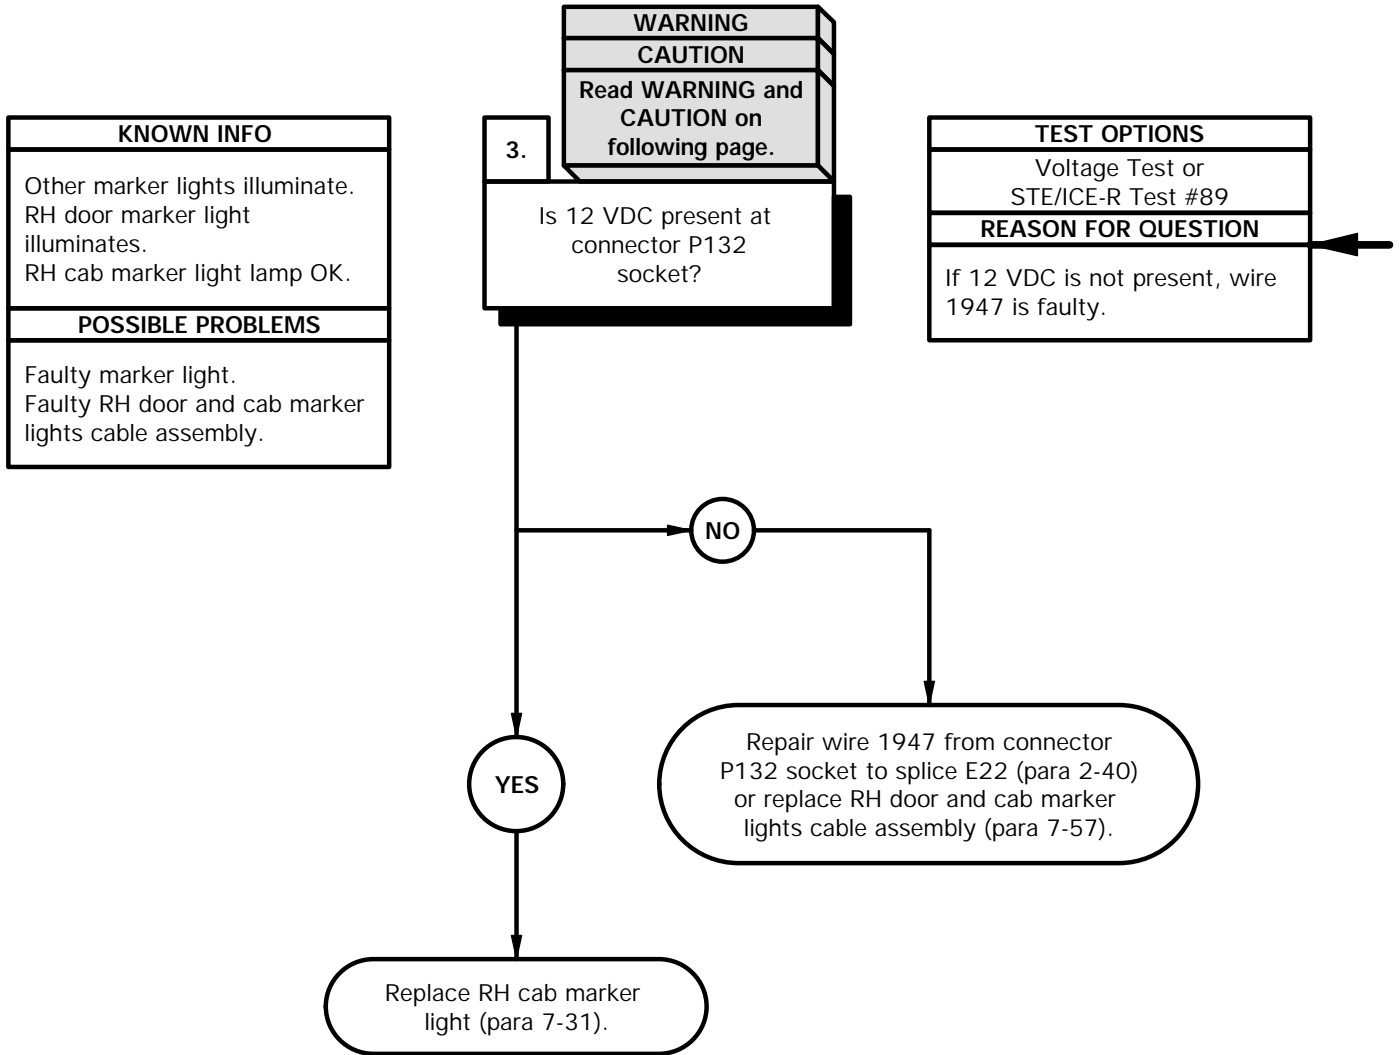 WARNING
CAUTION
Read WARNING and
CAUTION on
following page.
KNOWN INFO
Other marker lights illuminate.
RH door marker light
illuminates.
RH cab marker light lamp OK.
POSSIBLE PROBLEMS
Faulty marker light.
Faulty RH door and cab marker
lights cable assembly.
3.
Is 12 VDC present at
connector P132
socket?
TEST OPTIONS
Voltage Test or
STE/ICE-R Test #89
REASON FOR QUESTION
If 12 VDC is not present, wire
1947 is faulty.
NO
YES
Repair wire 1947 from connector
P132 socket to splice E22 (para 2-40)
or replace RH door and cab marker
lights cable assembly (para 7-57).
Replace RH cab marker
light (para 7-31).